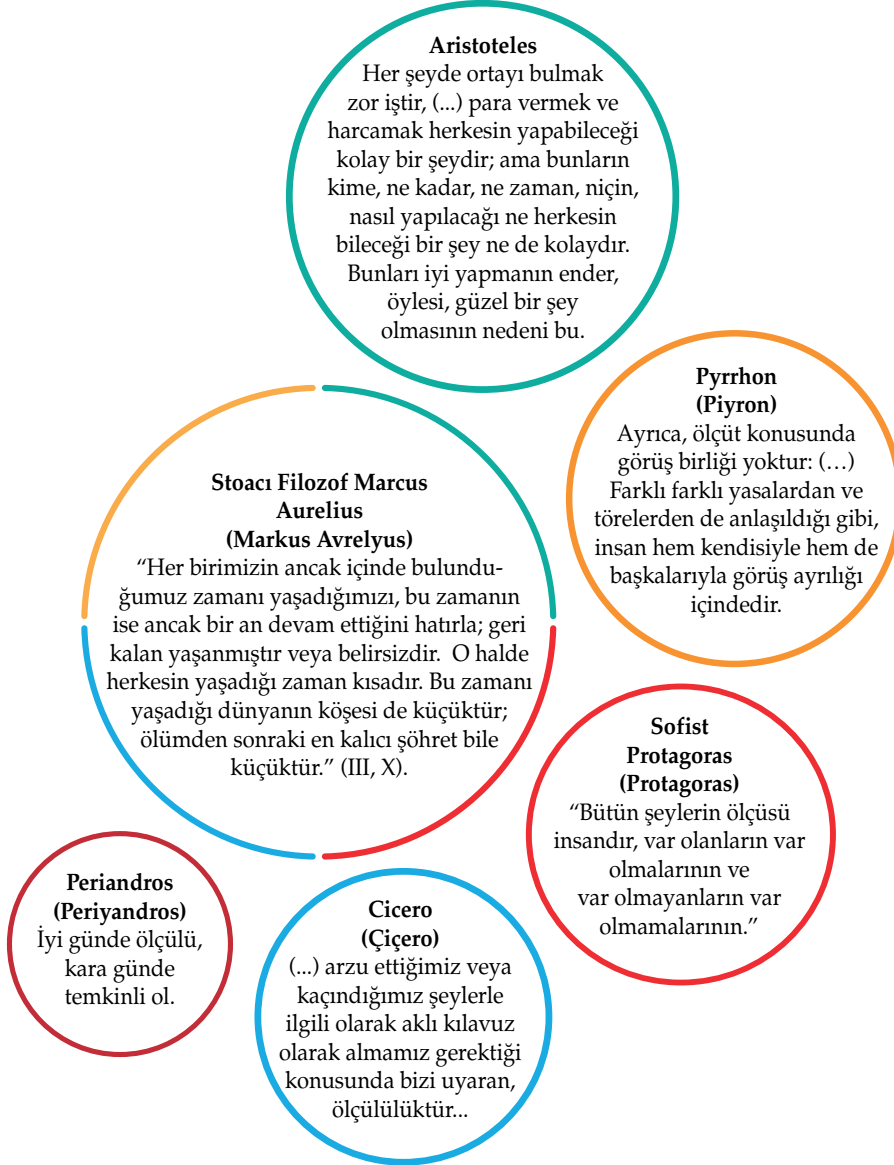 Aristoteles
Her şeyde ortayı bulmak
zor iştir, (...) para vermek ve
harcamak herkesin yapabileceği
kolay bir şeydir; ama bunların
kime, ne kadar, ne zaman, niçin,
nasıl yapılacağı ne herkesin
bileceği bir şey ne de kolaydır.
Bunları iyi yapmanın ender,
öylesi, güzel bir şey
olmasının nedeni bu.
Pyrrhon
(Piyron)
Ayrıca, ölçüt konusunda
görüş birliği yoktur: (…)
Farklı farklı yasalardan ve
törelerden de anlaşıldığı gibi,
insan hem kendisiyle hem de
başkalarıyla görüş ayrılığı
içindedir.
Stoacı Filozof Marcus
Aurelius
(Markus Avrelyus)
“Her birimizin ancak içinde bulundu-
ğumuz zamanı yaşadığımızı, bu zamanın
ise ancak bir an devam ettiğini hatırla; geri
kalan yaşanmıştır veya belirsizdir. O halde
herkesin yaşadığı zaman kısadır. Bu zamanı
yaşadığı dünyanın köşesi de küçüktür;
ölümden sonraki en kalıcı şöhret bile
küçüktür.” (III, X).
Sofist
Protagoras
(Protagoras)
“Bütün şeylerin ölçüsü
insandır, var olanların var
olmalarının ve
var olmayanların var
olmamalarının.”
Periandros
(Periyandros)
İyi günde ölçülü,
kara günde
temkinli ol.
Cicero
(Çiçero)
(...) arzu ettiğimiz veya
kaçındığımız şeylerle
ilgili olarak aklı kılavuz
olarak almamız gerektiği
konusunda bizi uyaran,
ölçülülüktür...